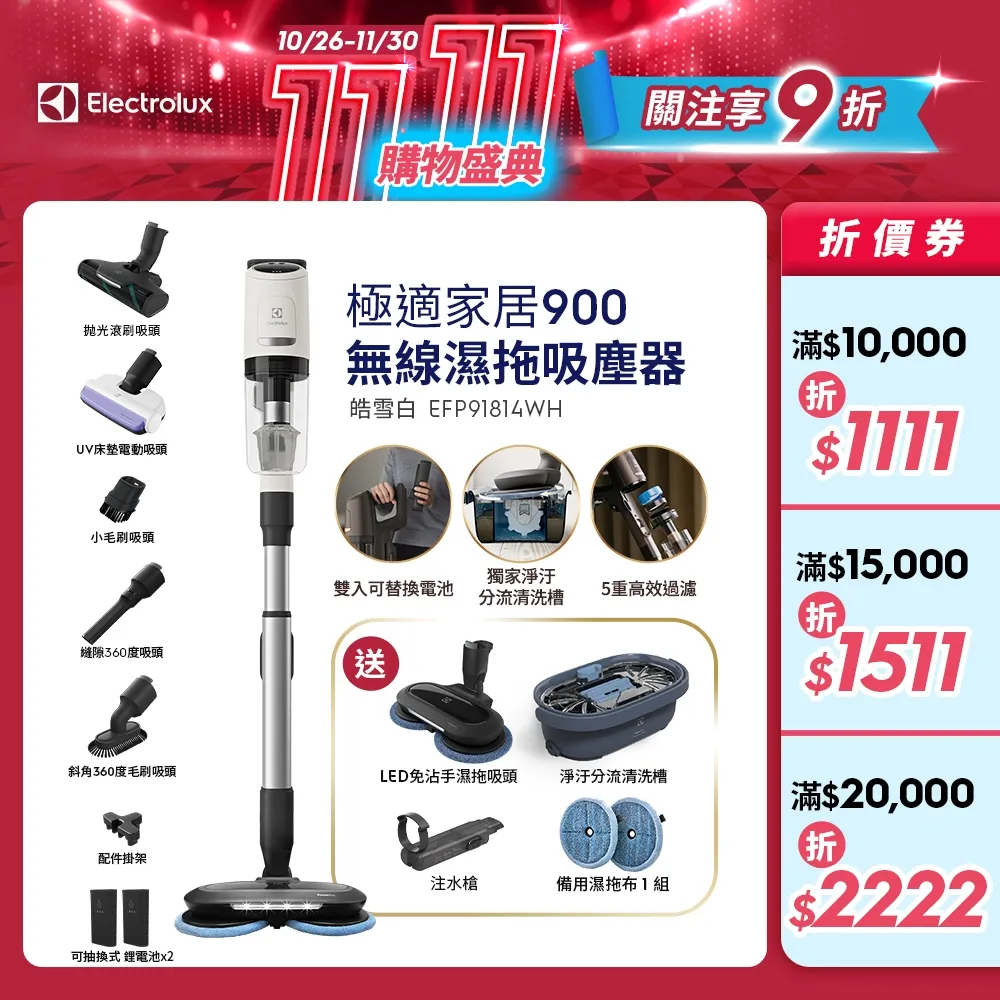 10/26-11/30
11.11
購物盛典
Electrolux
關注享9折
折價券
滿$10,000
折
$1111
滿$15,000
折
$1511
滿$20,000
折
$2222
極適家居900
無線濕拖吸塵器
皓雪白 EFP91814WH
拋光滾刷吸頭
UV床墊電動吸頭
小毛刷吸頭
縫隙360度吸頭
斜角360度毛刷吸頭
配件掛架
可抽換式 鋰電池x2
Electrolux
雙入可替換電池
獨家淨汙
分流清洗槽
5重高效過濾
送
LED免沾手濕拖吸頭
淨汙分流清洗槽
注水槍
備用濕拖布1組